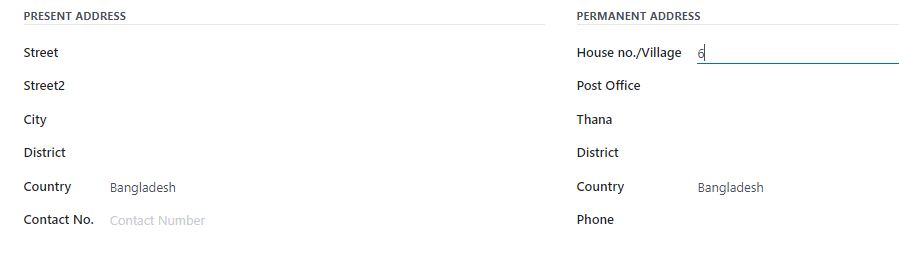 PRESENT ADDRESS
Street
Street2
City
District
Country Bangladesh
Contact No. Contact Number
PERMANENT ADDRESS
House no./Village 6
Post Office
Thana
District
Country Bangladesh
Phone